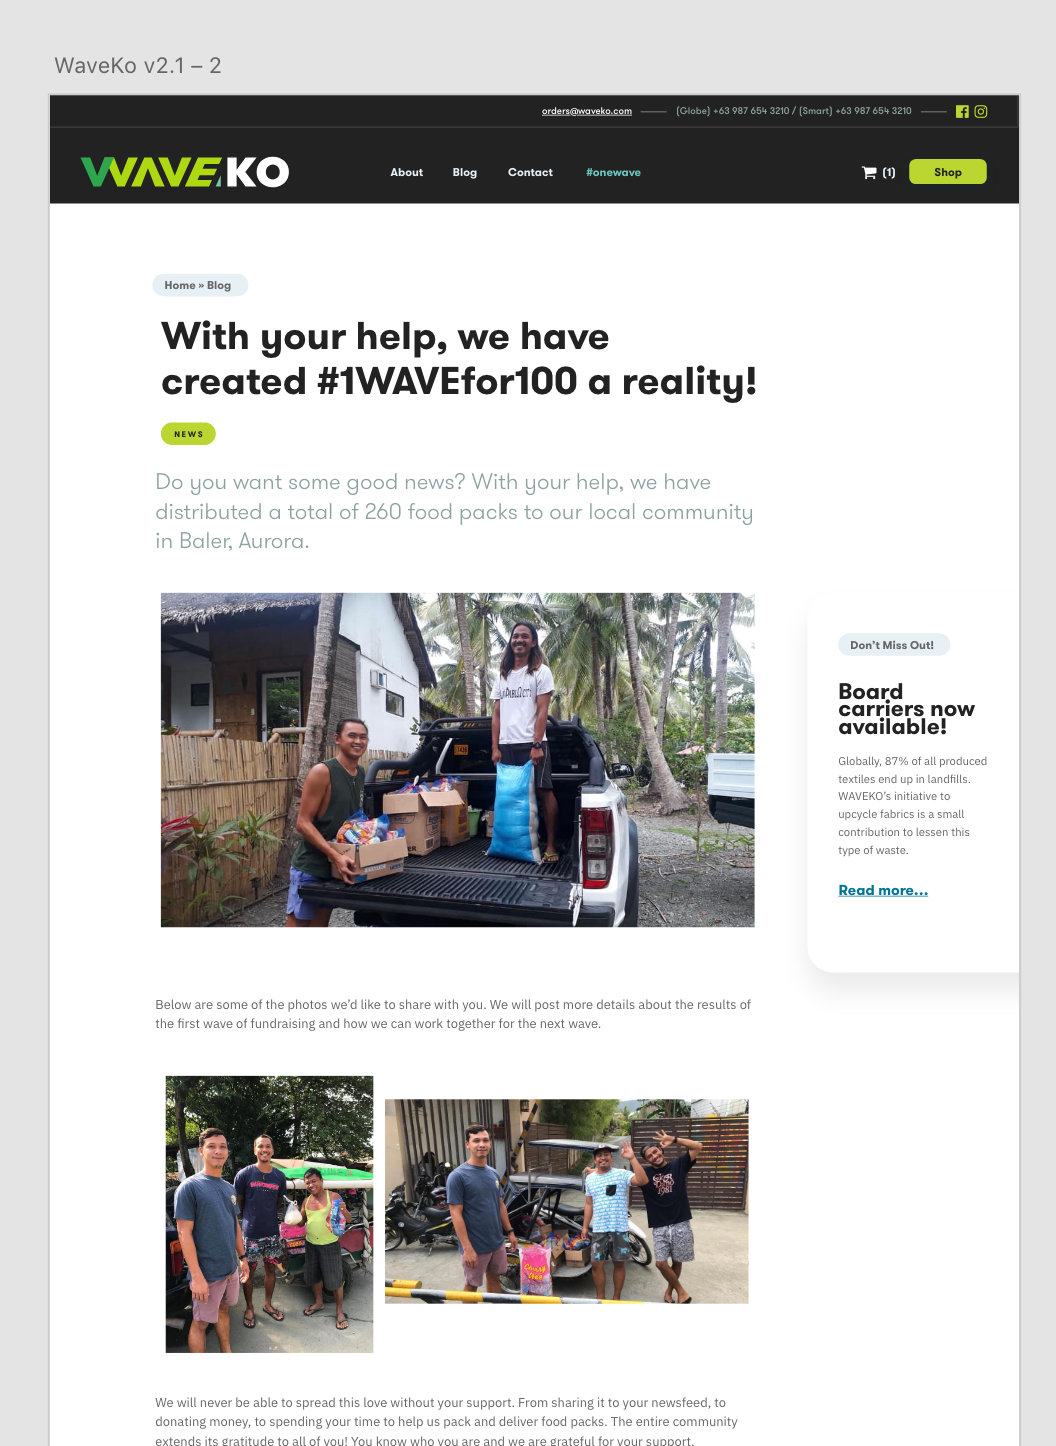 WaveKo v2.1 – 2
orders@waveko.com
(Globe) +63 987 654 3210 / (Smart) +63 987 654 3210
WAVE KO
About Blog Contact #onewave
(1) Shop
Home » Blog
With your help, we have
created #1WAVEfor100 a reality!
NEWS
Do you want some good news? With your help, we have
distributed a total of 260 food packs to our local community
in Baler, Aurora.
Don’t Miss Out!
Board
carriers now
available!
Globally, 87% of all produced
textiles end up in landfills.
WAVEKO’s initiative to
upcycle fabrics is a small
contribution to lessen this
type of waste.
Read more...
Below are some of the photos we’d like to share with you. We will post more details about the results of
the first wave of fundraising and how we can work together for the next wave.
1981
We will never be able to spread this love without your support. From sharing it to your newsfeed, to
donating money, to spending your time to help us pack and deliver food packs. The entire community
extends its gratitude to all of you! You know who you are and we are grateful for your support.